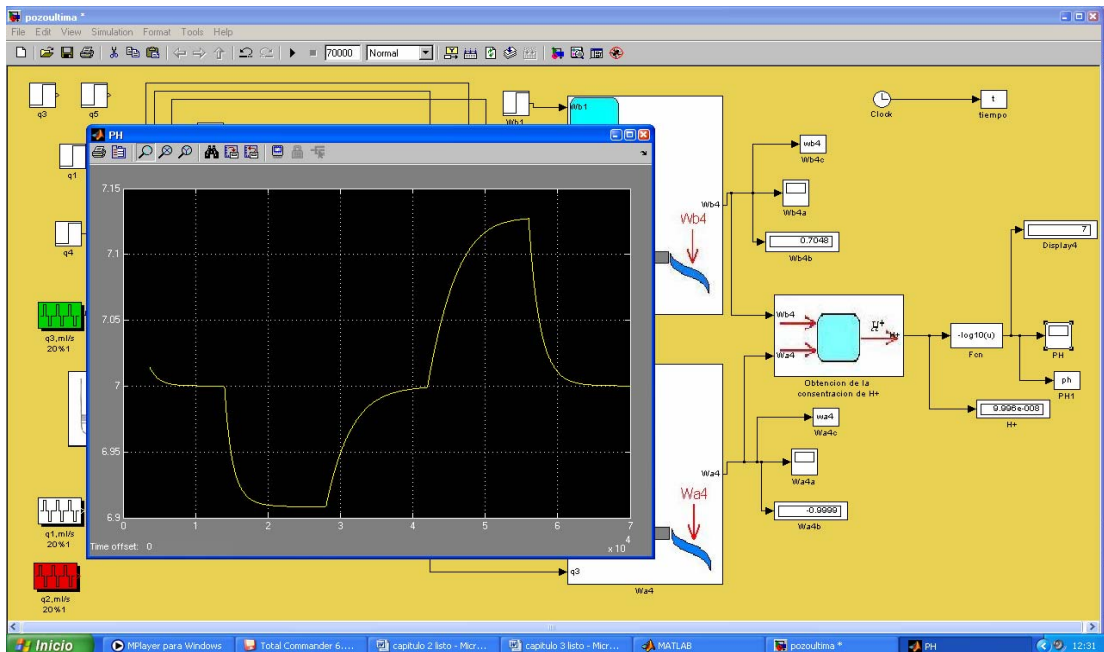 pozoultima *
File Edit View Simulation Format Tools Help
70000 Normal
q3 q5
q1
q4
q3,ml/s
20%1
q1,ml/s
20%1
q2,ml/s
20%1
Wb1
Wb1
PH
7.15
7.1
7.05
7
6.95
6.9
0 1 2 3 4 5 6 7
x 10^4
Time offset: 0
Wb4
Wb4
Wa4
Wa4
q3
Wa4
Clock
t
tiempo
wb4
Wb4c
Wb4a
0.7048
Wb4b
7
Display4
Wb4
Wa4
H+
Obtencion de la
consentracion de H+
-log10(u)
Fcn
PH
ph
PH1
9.996e-008
H+
wa4
Wa4c
Wa4a
-0.9999
Wa4b
Inicio MPlayer para Windows Total Commander 6.... capitulo 2 listo - Micr... capitulo 3 listo - Micr... MATLAB pozoultima * PH 12:31